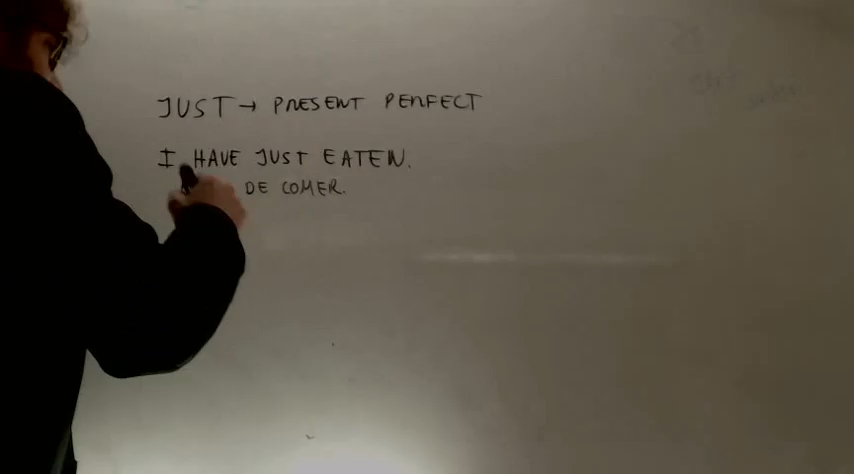 JUST → PRESENT PERFECT
I HAVE JUST EATEN.
DE COMER.